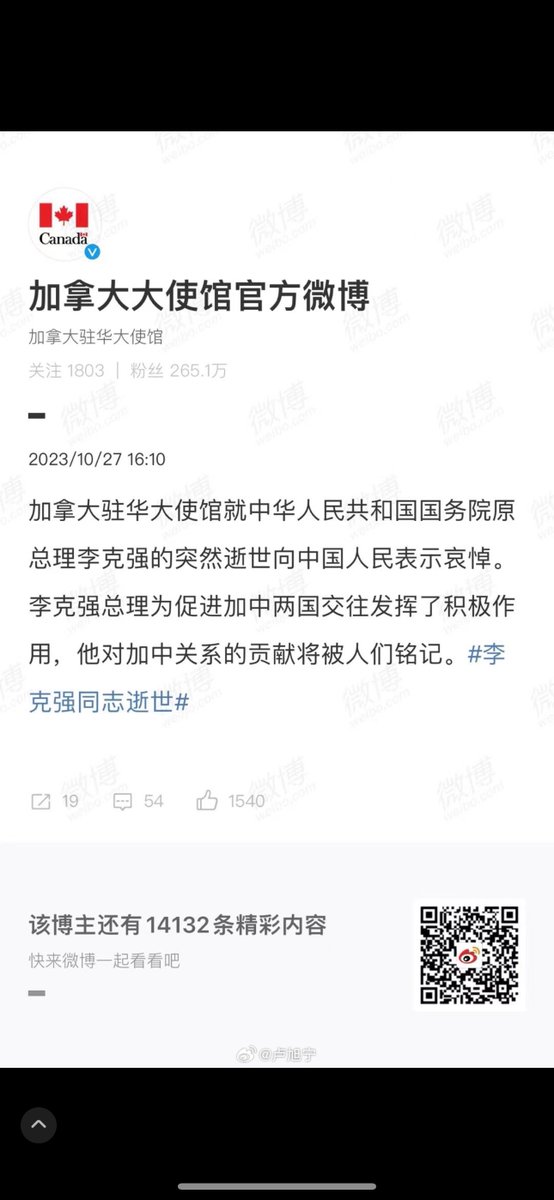 Canada
加拿大大使馆官方微博
加拿大驻华大使馆
关注 1803 | 粉丝 265.1万
2023/10/27 16:10
加拿大驻华大使馆就中华人民共和国国务院原
总理李克强的突然逝世向中国人民表示哀悼。
李克强总理为促进加中两国交往发挥了积极作
用，他对加中关系的贡献将被人们铭记。#李
克强同志逝世#
19 54 1540
该博主还有14132条精彩内容
快来微博一起看看吧
@卢旭宁
微博
weibo.com